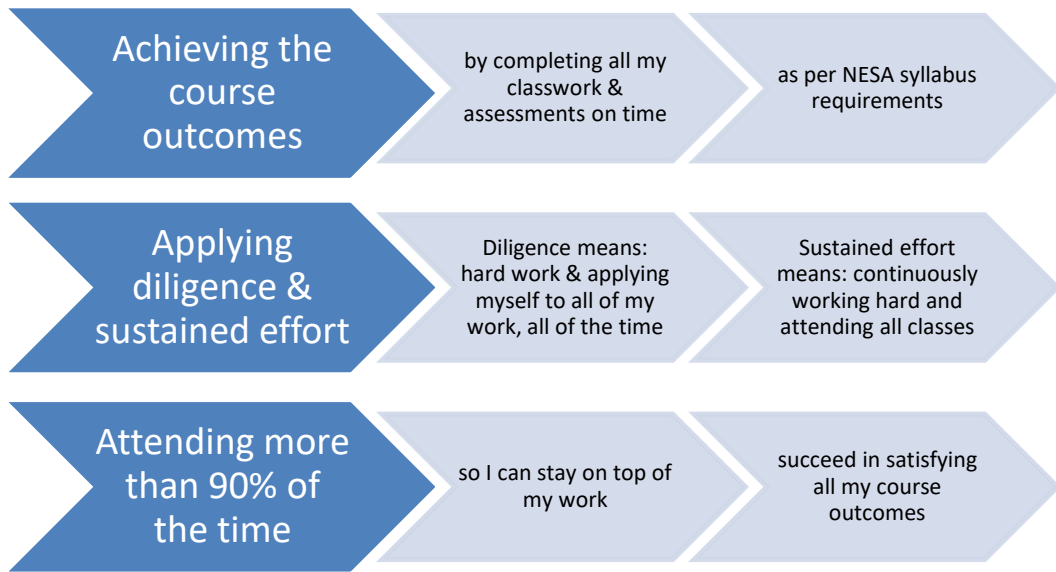 Achieving the
course
outcomes
by completing all my
classwork &
assessments on time
as per NESA syllabus
requirements
Applying
diligence &
sustained effort
Diligence means:
hard work & applying
myself to all of my
work, all of the time
Sustained effort
means: continuously
working hard and
attending all classes
Attending more
than 90% of
the time
so I can stay on top of
my work
succeed in satisfying
all my course
outcomes